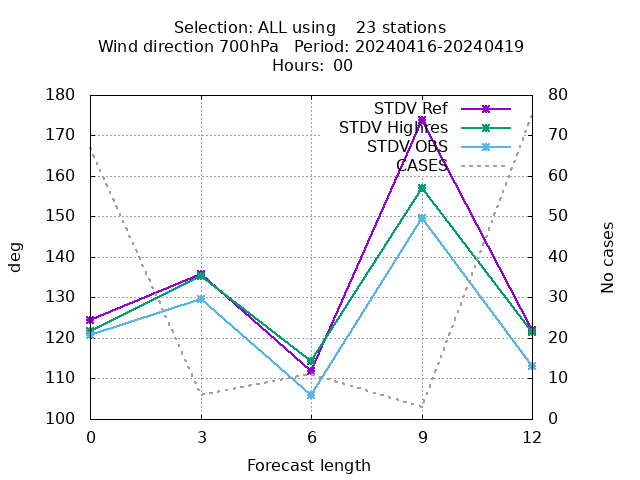 Selection: ALL using    23 stations
Wind direction 700hPa   Period: 20240416-20240419
Hours:  00
180 80
STDV Ref
STDV Highres
170 70
STDV OBS
CASES
160 60
150 50
140 40
deg No cases
130 30
120 20
110 10
100 0
0 3 6 9 12
Forecast length